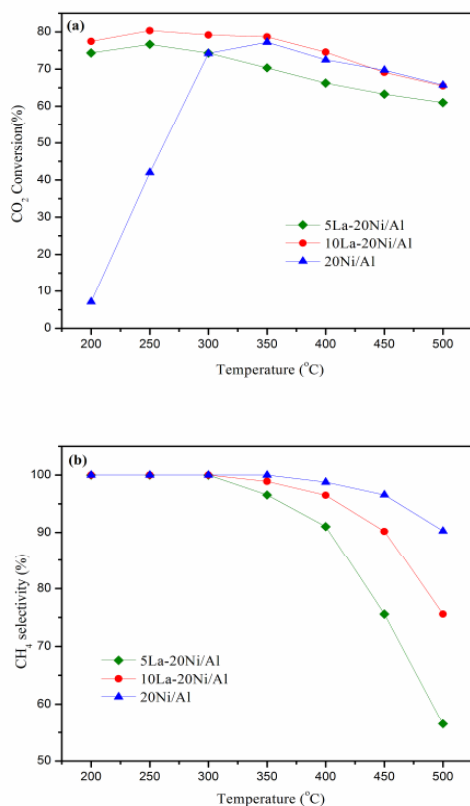 (a)
80
70
60
50
40
30
20
10
0
CO2 Conversion(%)
5La-20Ni/Al
10La-20Ni/Al
20Ni/Al
200 250 300 350 400 450 500
Temperature (°C)
(b)
100
90
80
70
60
50
CH4 selectivity (%)
5La-20Ni/Al
10La-20Ni/Al
20Ni/Al
200 250 300 350 400 450 500
Temperature (°C)